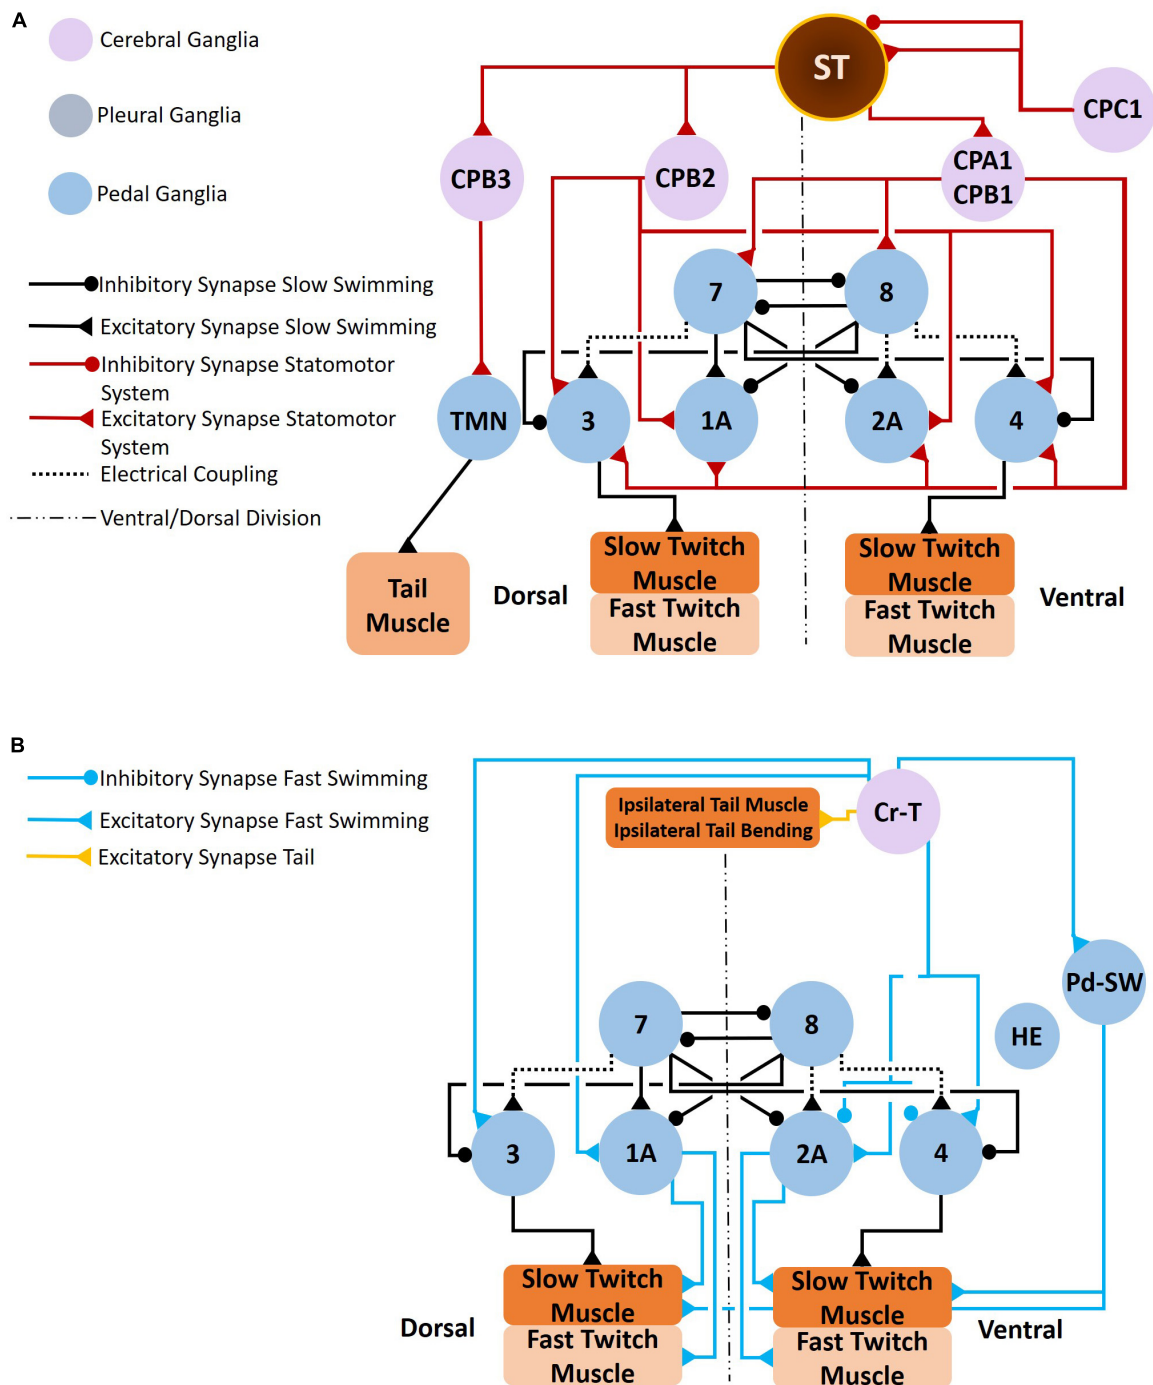 A
Cerebral Ganglia
Pleural Ganglia
Pedal Ganglia
Inhibitory Synapse Slow Swimming
Excitatory Synapse Slow Swimming
Inhibitory Synapse Statomotor
System
Excitatory Synapse Statomotor
System
Electrical Coupling
Ventral/Dorsal Division
ST
CPC1
CPB3
CPB2
CPA1
CPB1
7
8
TMN
3
1A
2A
4
Tail
Muscle
Dorsal
Slow Twitch
Muscle
Fast Twitch
Muscle
Slow Twitch
Muscle
Fast Twitch
Muscle
Ventral
B
Inhibitory Synapse Fast Swimming
Excitatory Synapse Fast Swimming
Excitatory Synapse Tail
Ipsilateral Tail Muscle
Ipsilateral Tail Bending
Cr-T
Pd-SW
HE
7
8
3
1A
2A
4
Dorsal
Slow Twitch
Muscle
Fast Twitch
Muscle
Slow Twitch
Muscle
Fast Twitch
Muscle
Ventral